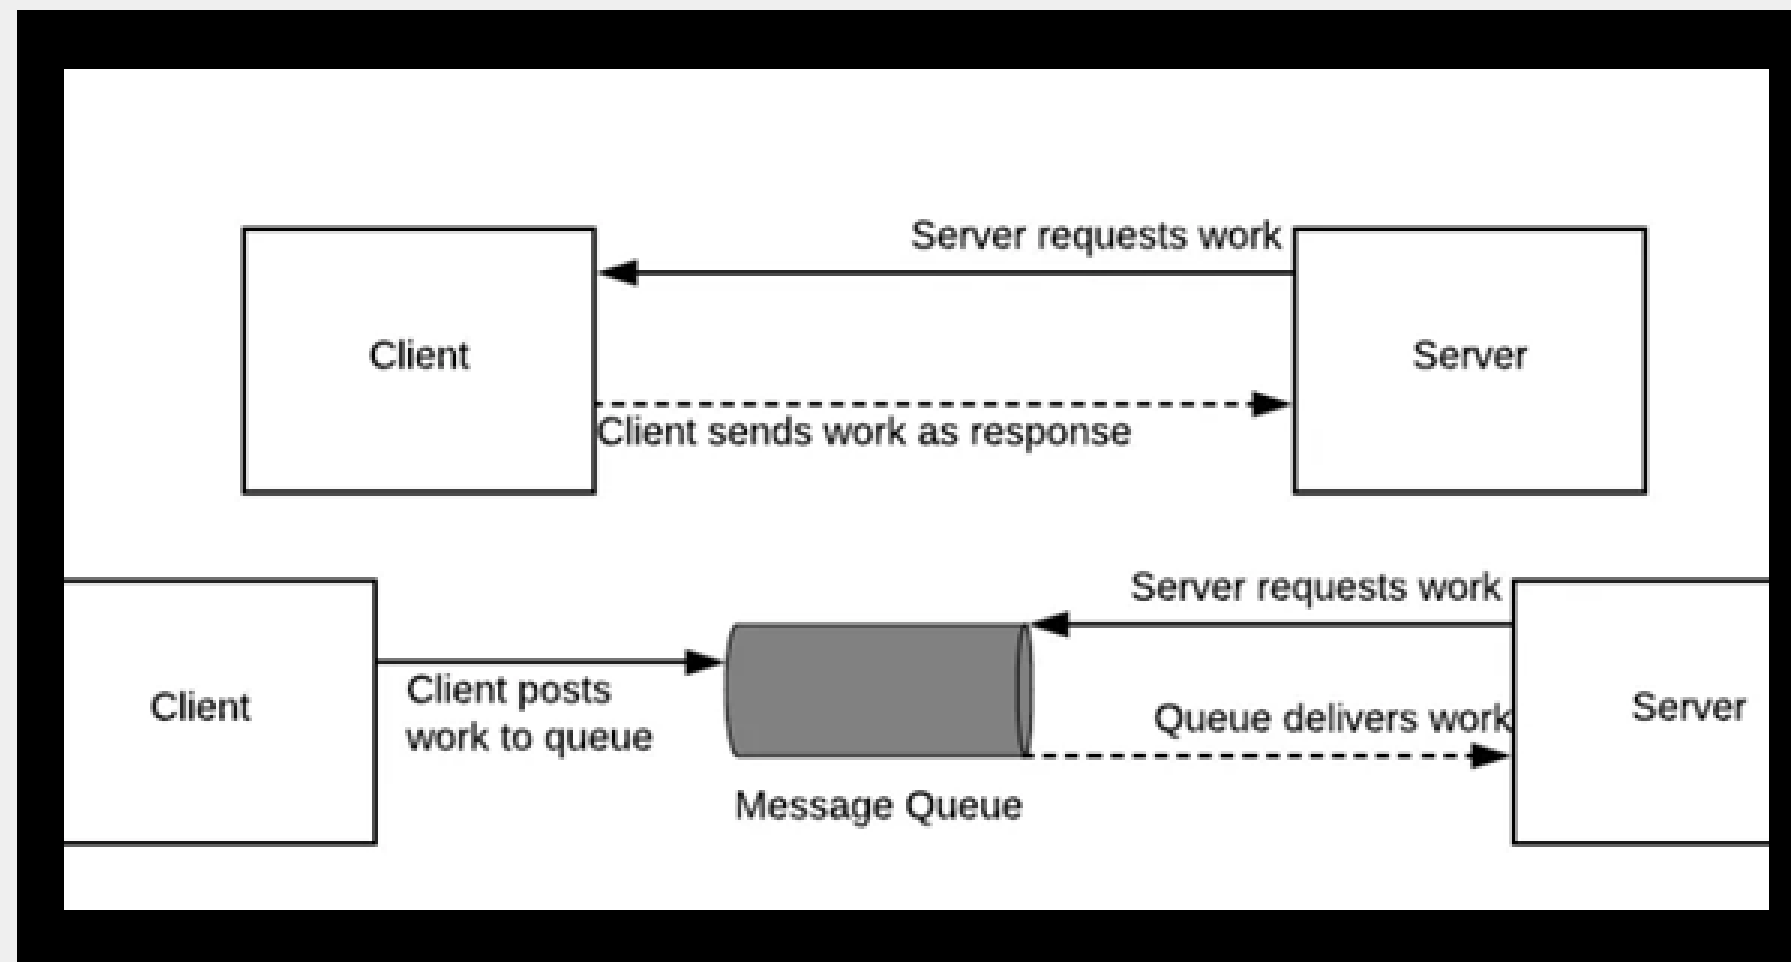 Server requests work
Client
Server
Client sends work as response
Server requests work
Client
Client posts
work to queue
Queue delivers work
Server
Message Queue